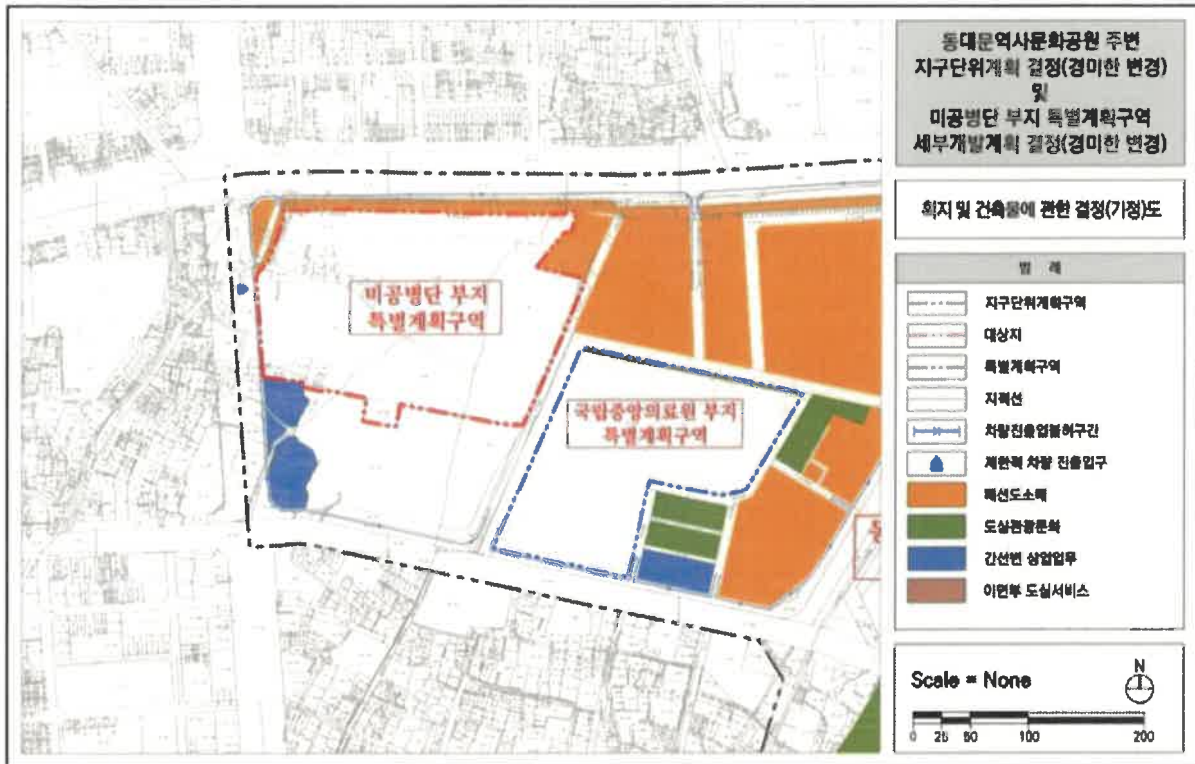 동대문역사문화공원 주변
지구단위계획 결정(경미한 변경)
및
미공병단 부지 특별계획구역
세부개발계획 결정(경미한 변경)
획지 및 건축물에 관한 결정(기정)도
범 례
지구단위계획구역
대상지
특별계획구역
지적선
차량진출입불허구간
제한적 차량 진출입구
패션도소매
도심관광문화
간선변 상업업무
이면부 도심서비스
Scale = None
N
0 25 50 100 200
미공병단 부지
특별계획구역
국립중앙의료원 부지
특별계획구역